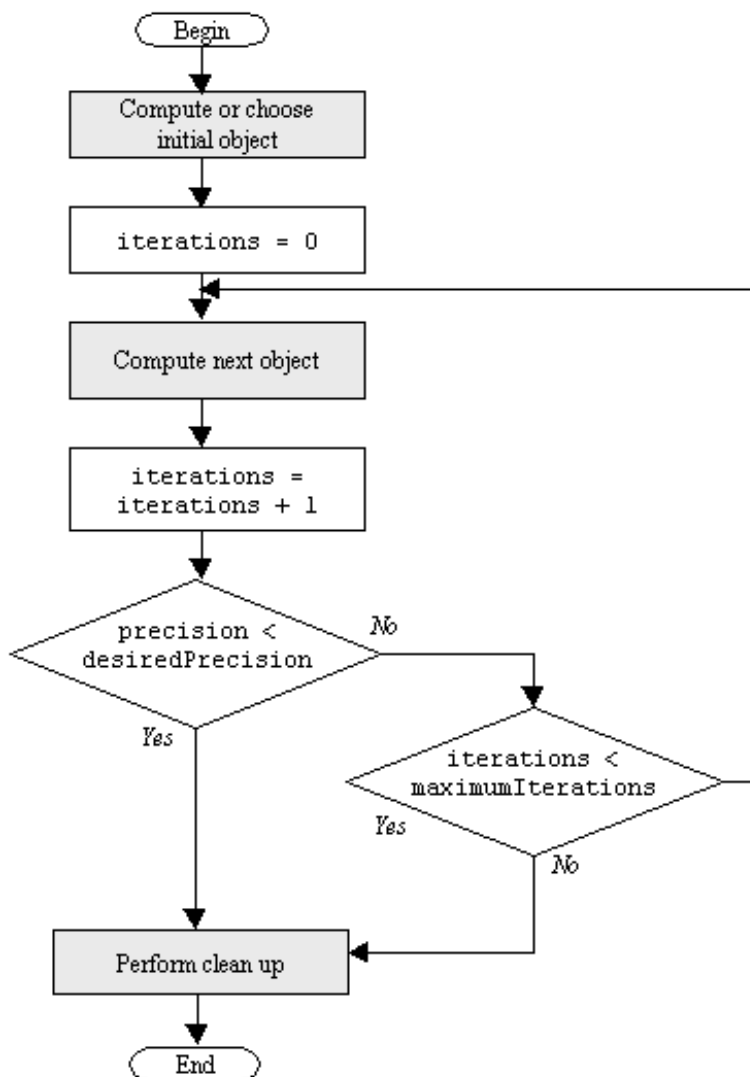 Begin
Compute or choose
initial object
iterations = 0
Compute next object
iterations =
iterations + 1
precision <
desiredPrecision
No
Yes
iterations <
maximumIterations
Yes
No
Perform clean up
End